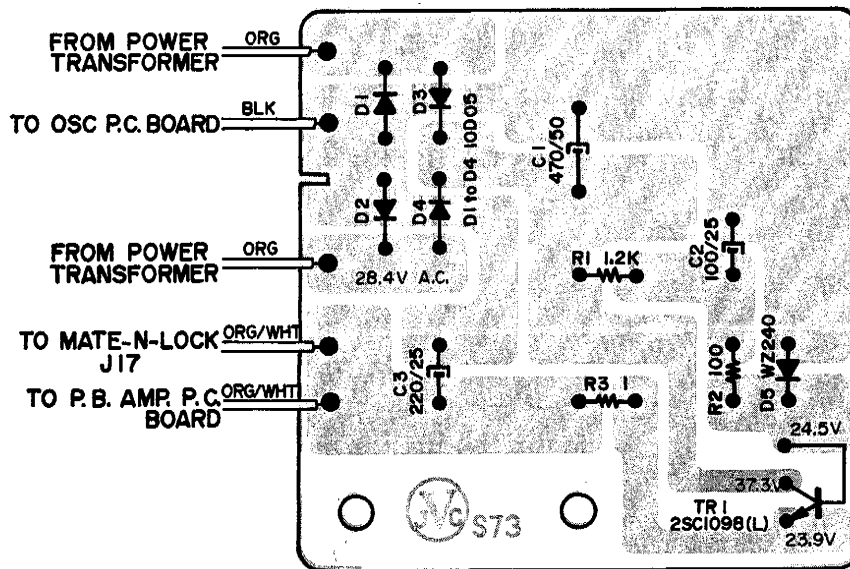 FROM POWER TRANSFORMER
ORG
TO OSC P.C. BOARD
BLK
FROM POWER TRANSFORMER
ORG
TO MATE-N-LOCK J17
ORG/WHT
TO P.B. AMP. P.C. BOARD
ORG/WHT
D1
D3
D2
D4
D1 to D4 10D05
28.4V A.C.
C1
470/50
C2
100/25
R1 1.2K
C3
220/25
R3 1
R2 100
D5 WZ240
24.5V
37.3V
TR1
2SC1098(L)
23.9V
JVC
S73